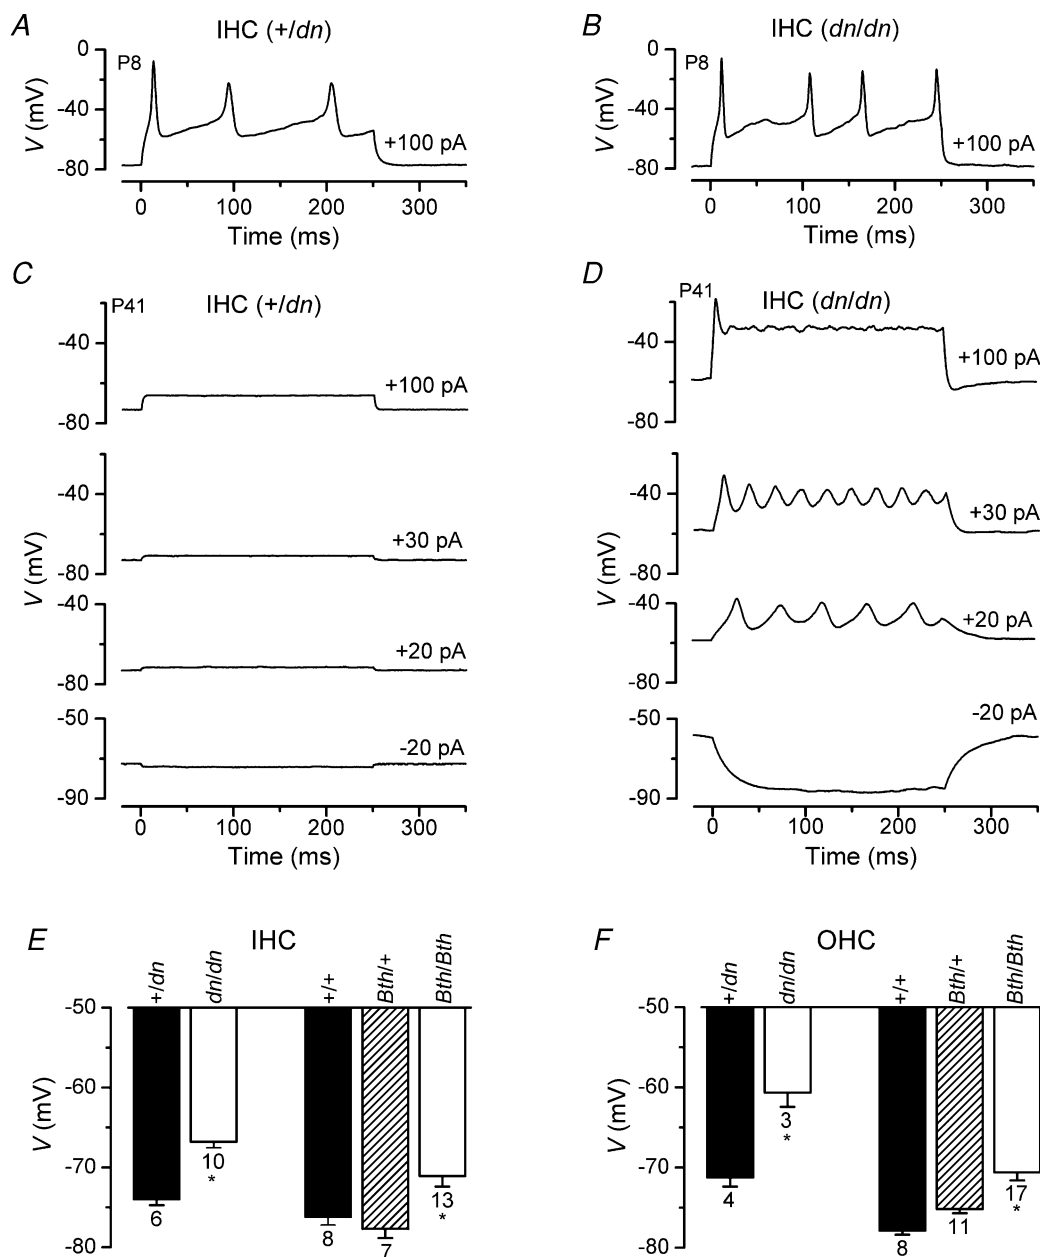 A
IHC (+/dn)
P8
0
-40
-80
V (mV)
+100 pA
0
100
200
300
Time (ms)
B
IHC (dn/dn)
P8
0
-40
-80
V (mV)
+100 pA
0
100
200
300
Time (ms)
C
P41
IHC (+/dn)
-40
-80
+100 pA
-40
-80
+30 pA
V (mV)
-40
-80
+20 pA
-50
-90
-20 pA
0
100
200
300
Time (ms)
D
P41
IHC (dn/dn)
-40
-80
+100 pA
-40
-80
+30 pA
V (mV)
-40
-80
+20 pA
-50
-90
-20 pA
0
100
200
300
Time (ms)
E
IHC
+/dn
dn/dn
+/+
Bth/+
Bth/Bth
-50
-60
-70
-80
V (mV)
6
10
*
8
7
13
*
F
OHC
+/dn
dn/dn
+/+
Bth/+
Bth/Bth
-50
-60
-70
-80
V (mV)
4
3
*
8
11
17
*